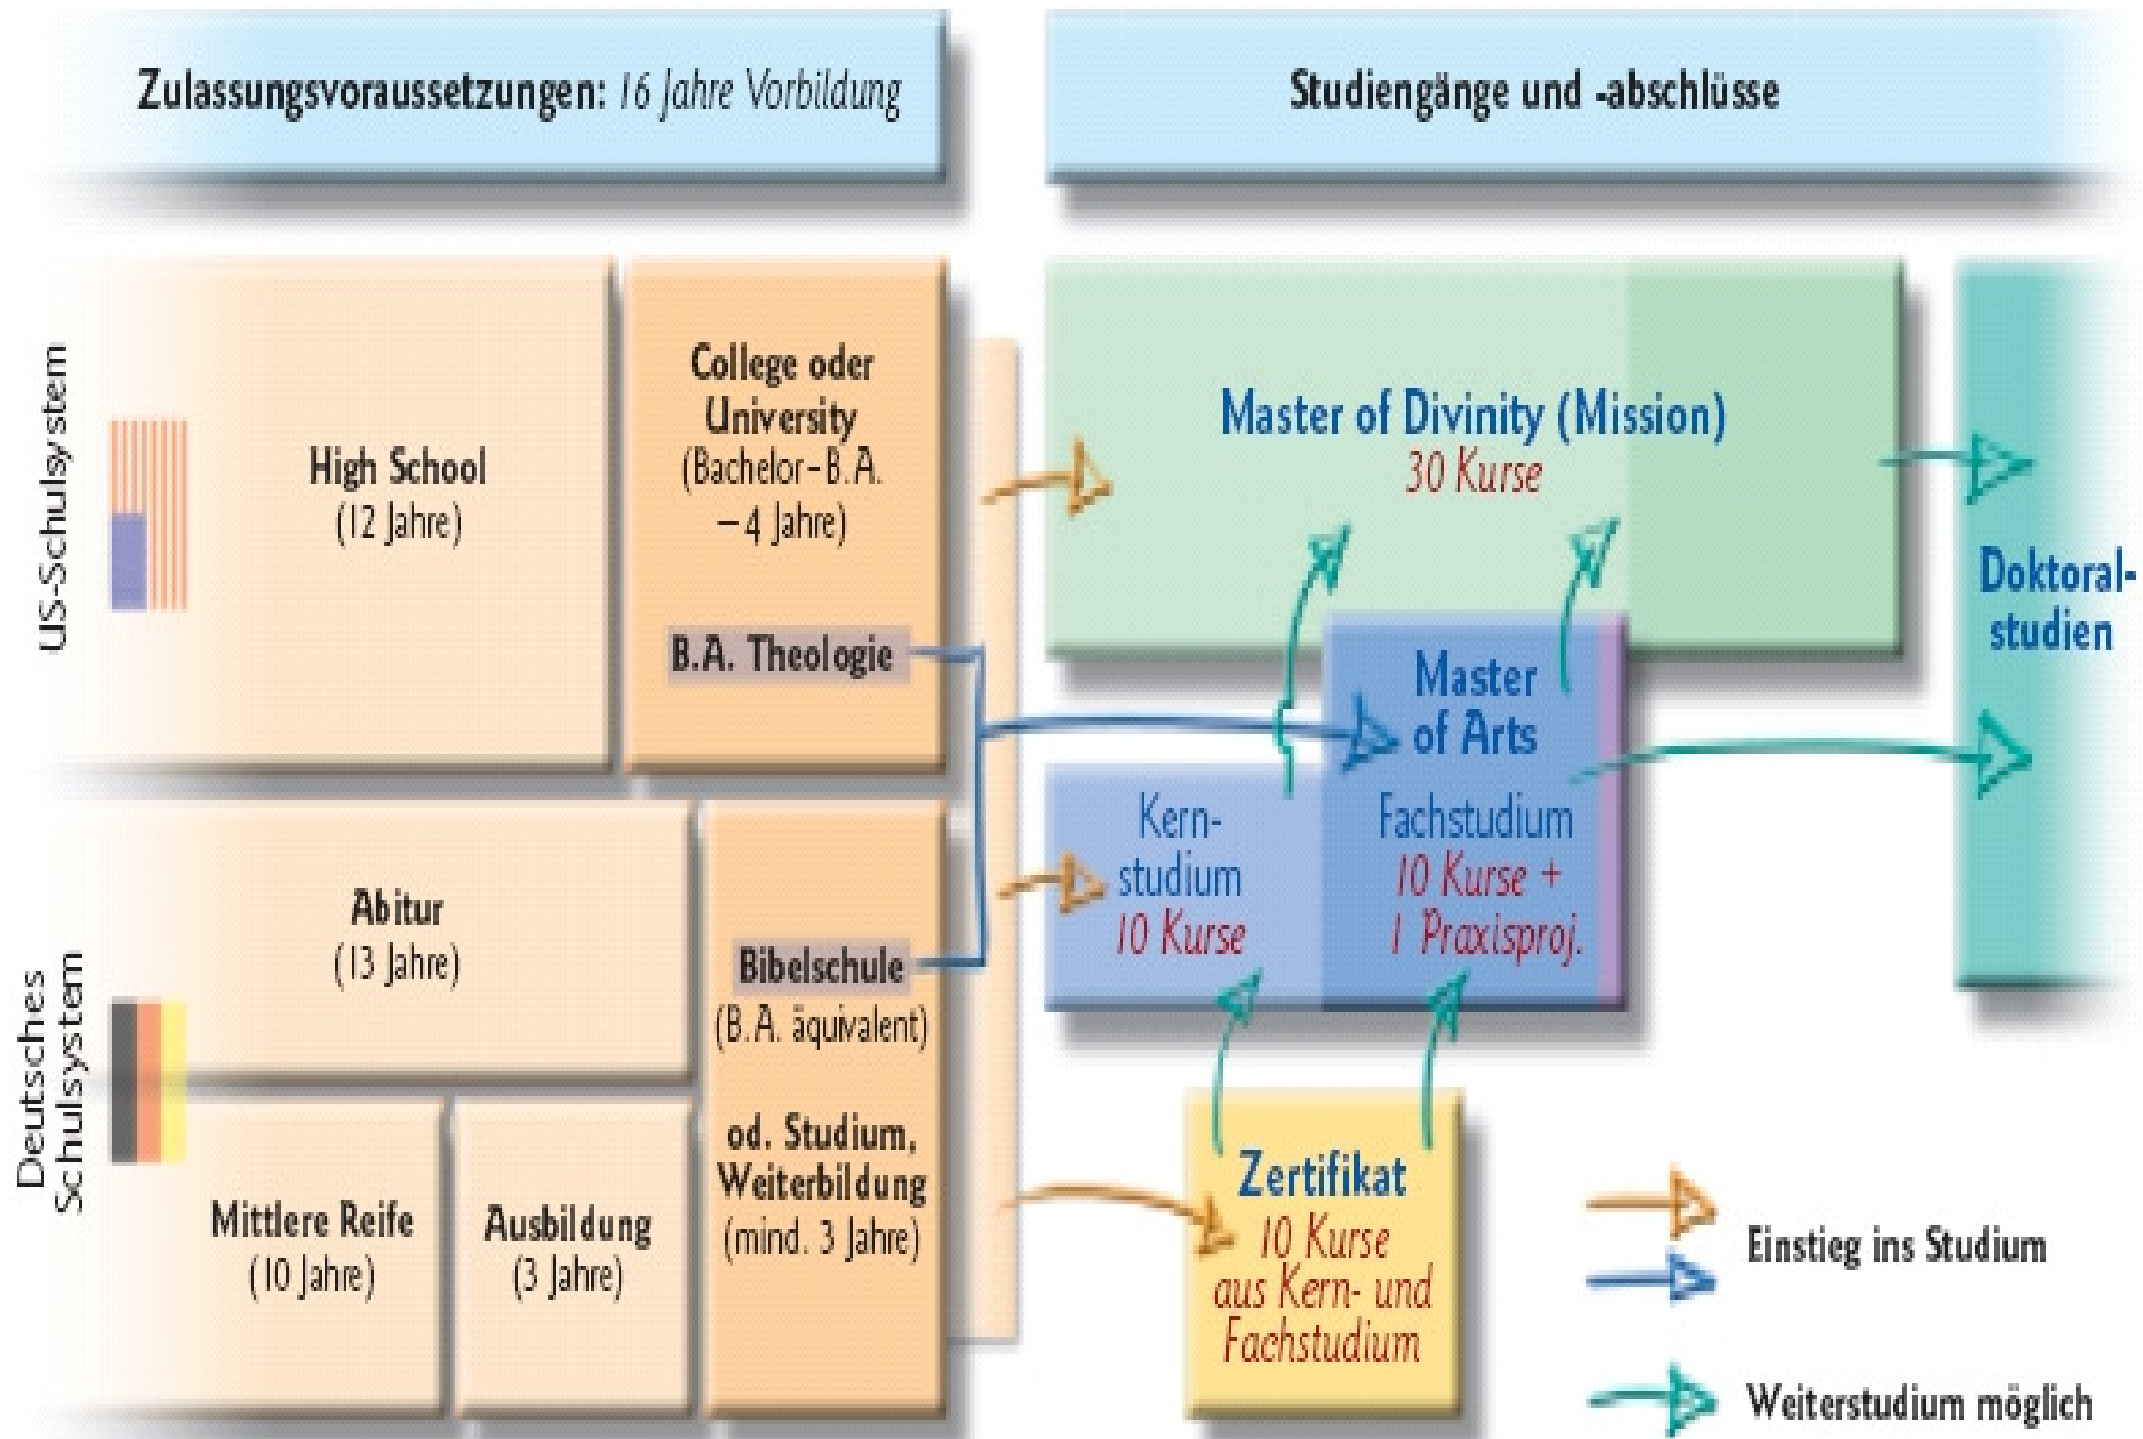 Zulassungsvoraussetzungen: 16 Jahre Vorbildung
Studiengänge und -abschlüsse
US-Schulsystem
High School
(12 Jahre)
College oder
University
(Bachelor–B.A.
– 4 Jahre)
B.A. Theologie
Deutsches
Schulsystem
Abitur
(13 Jahre)
Mittlere Reife
(10 Jahre)
Ausbildung
(3 Jahre)
Bibelschule
(B.A. äquivalent)
od. Studium,
Weiterbildung
(mind. 3 Jahre)
Master of Divinity (Mission)
30 Kurse
Master
of Arts
Fachstudium
10 Kurse +
1 Praxisproj.
Kern-
studium
10 Kurse
Zertifikat
10 Kurse
aus Kern- und
Fachstudium
Doktoral-
studien
Einstieg ins Studium
Weiterstudium möglich